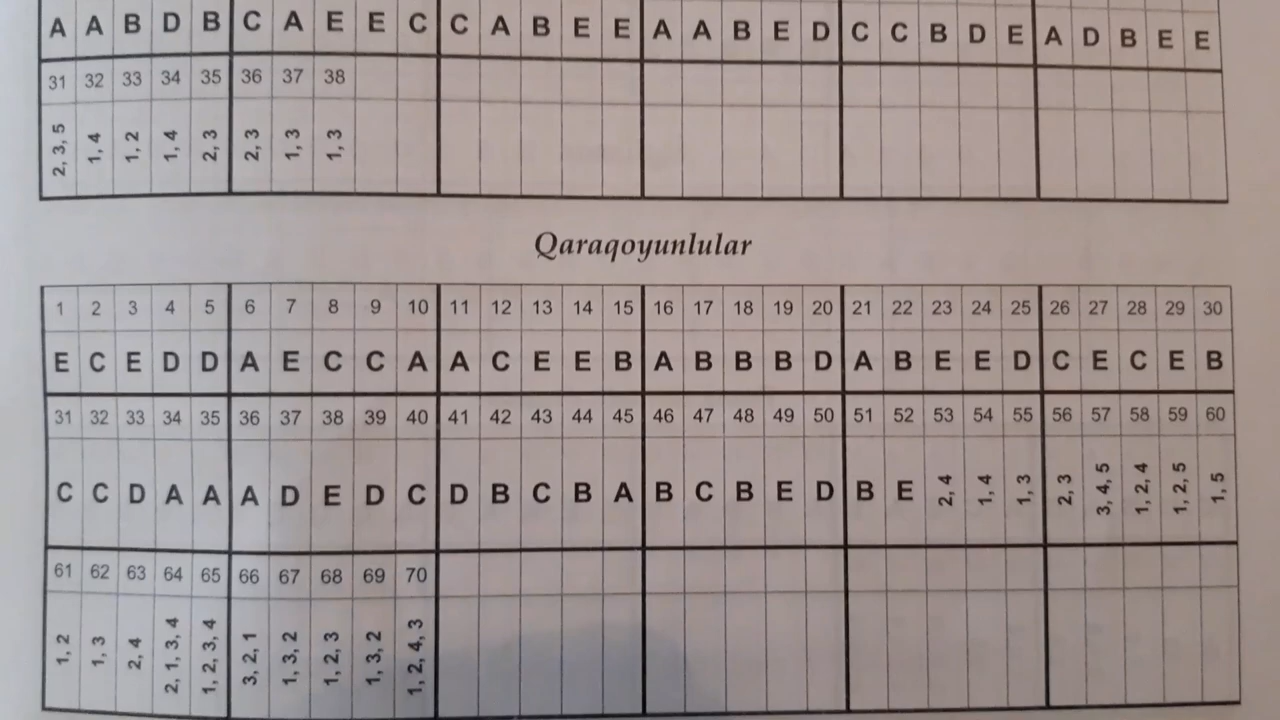 A A B D B C A E E C C A B E E A A B E D C C B D E A D B E E
31 32 33 34 35 36 37 38
2, 3, 5 1, 4 1, 2 1, 4 2, 3 2, 3 1, 3 1, 3
Qaraqoyunlular
1 2 3 4 5 6 7 8 9 10 11 12 13 14 15 16 17 18 19 20 21 22 23 24 25 26 27 28 29 30
E C E D D A E C C A A C E E B A B B B D A B E E D C E C E B
31 32 33 34 35 36 37 38 39 40 41 42 43 44 45 46 47 48 49 50 51 52 53 54 55 56 57 58 59 60
C C D A A A D E D C D B C B A B C B E D B E 2, 4 1, 4 1, 3 2, 3 3, 4, 5 1, 2, 4 1, 2, 5 1, 5
61 62 63 64 65 66 67 68 69 70
1, 2 1, 3 2, 4 2, 1, 3, 4 1, 2, 3, 4 3, 2, 1 1, 3, 2 1, 2, 3 1, 3, 2 1, 2, 4, 3